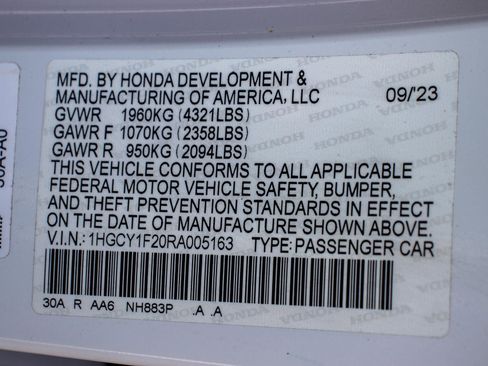 MFD. BY HONDA DEVELOPMENT &
MANUFACTURING OF AMERICA, LLC 09/'23
GVWR 1960KG (4321LBS)
GAWR F 1070KG (2358LBS)
GAWR R 950KG (2094LBS)
THIS VEHICLE CONFORMS TO ALL APPLICABLE
FEDERAL MOTOR VEHICLE SAFETY, BUMPER,
AND THEFT PREVENTION STANDARDS IN EFFECT
ON THE DATE OF MANUFACTURE SHOWN ABOVE.
V.I.N.: 1HGCY1F20RA005163 TYPE: PASSENGER CAR
30A R AA6 NH883P .A .A